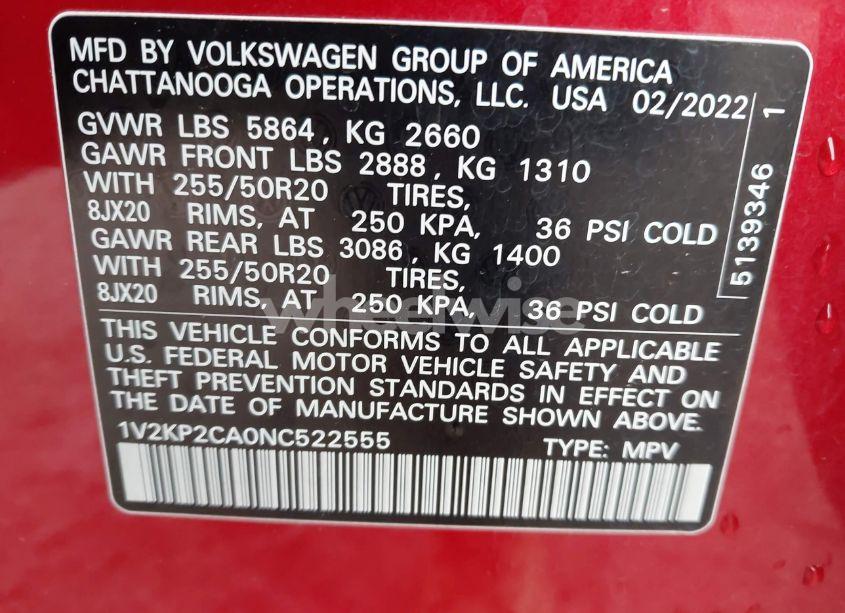 MFD BY VOLKSWAGEN GROUP OF AMERICA
CHATTANOOGA OPERATIONS, LLC. USA 02/2022
GVWR LBS 5864, KG 2660
GAWR FRONT LBS 2888, KG 1310
WITH 255/50R20 TIRES,
8JX20 RIMS, AT 250 KPA, 36 PSI COLD
GAWR REAR LBS 3086, KG 1400
WITH 255/50R20 TIRES,
8JX20 RIMS, AT 250 KPA, 36 PSI COLD
THIS VEHICLE CONFORMS TO ALL APPLICABLE
U.S. FEDERAL MOTOR VEHICLE SAFETY AND
THEFT PREVENTION STANDARDS IN EFFECT ON
THE DATE OF MANUFACTURE SHOWN ABOVE.
1V2KP2CA0NC522555 TYPE: MPV
5139346 1
wheelwise